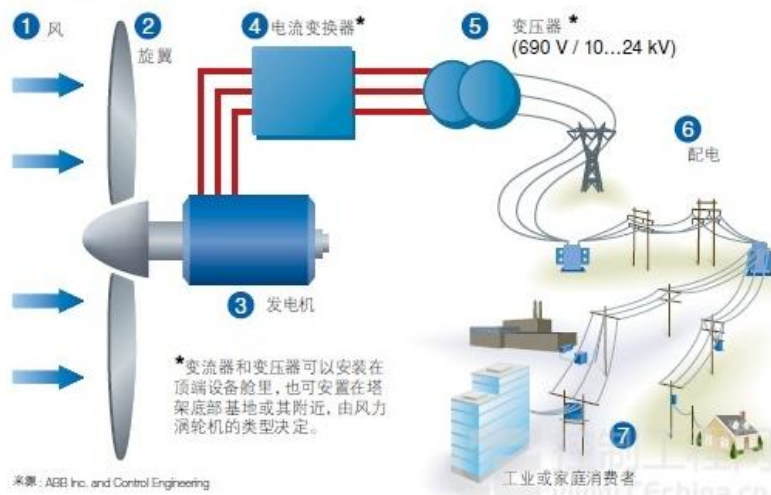 1 风
2
旋翼
4 电流变换器*
5 变压器*
(690 V / 10...24 kV)
6
配电
3 发电机
*变流器和变压器可以安装在
顶端设备舱里，也可安置在塔
架底部基地或其附近，由风力
涡轮机的类型决定。
7
工业或家庭消费者
来源: ABB Inc. and Control Engineering